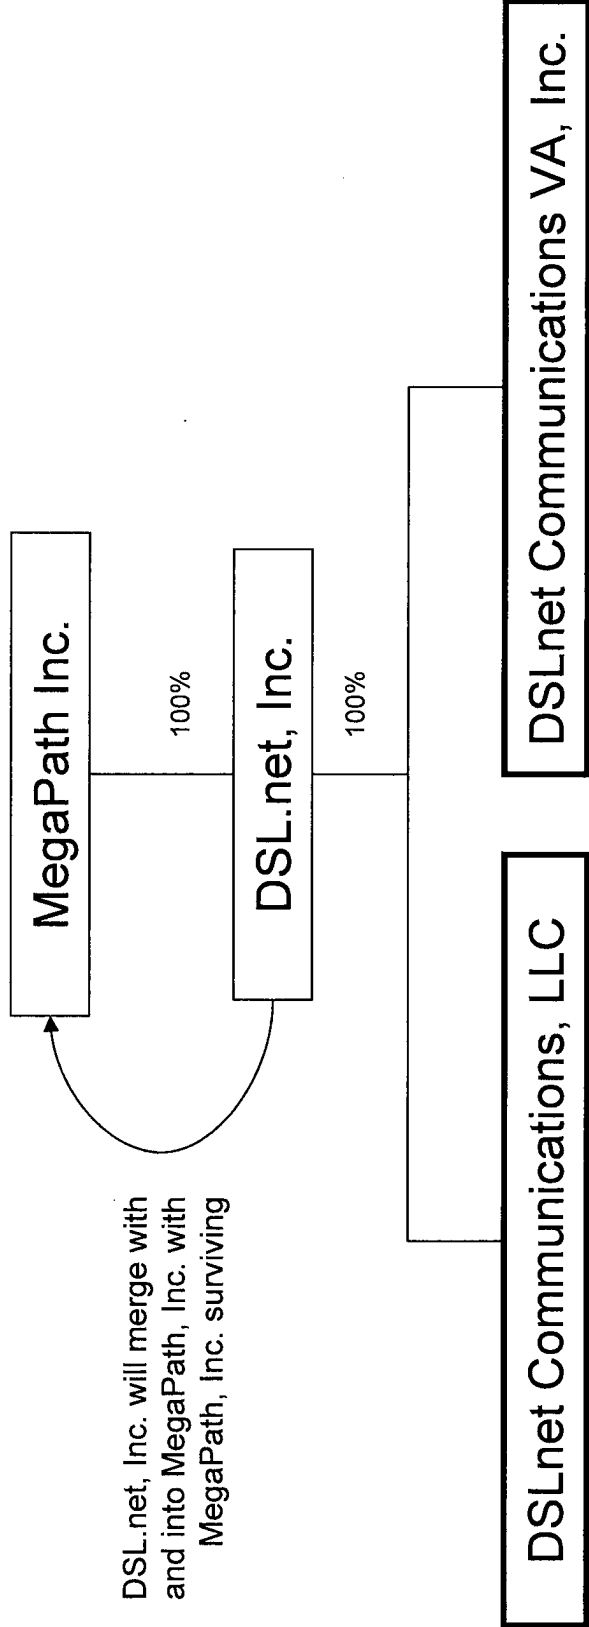 MegaPath Inc.
100%
DSL.net, Inc. will merge with
and into MegaPath, Inc. with
MegaPath, Inc. surviving
DSL.net, Inc.
100%
DSLnet Communications, LLC
DSLnet Communications VA, Inc.